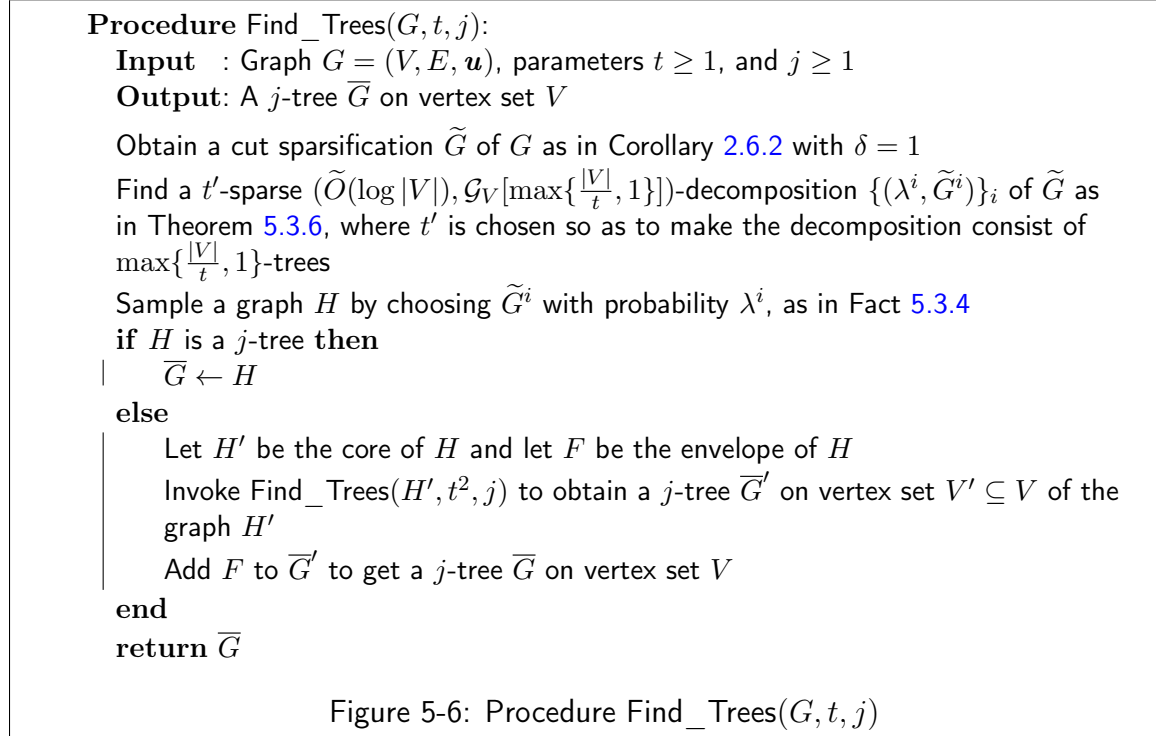 Procedure Find_Trees(G, t, j):
Input : Graph G = (V, E, u), parameters t ≥ 1, and j ≥ 1
Output: A j-tree G̅ on vertex set V
Obtain a cut sparsification G̃ of G as in Corollary 2.6.2 with δ = 1
Find a t′-sparse (Õ(log |V|), 𝒢_V[max{|V|/t, 1}])-decomposition {(λ^i, G̃^i)}_i of G̃ as
in Theorem 5.3.6, where t′ is chosen so as to make the decomposition consist of
max{|V|/t, 1}-trees
Sample a graph H by choosing G̃^i with probability λ^i, as in Fact 5.3.4
if H is a j-tree then
G̅ ← H
else
Let H′ be the core of H and let F be the envelope of H
Invoke Find_Trees(H′, t², j) to obtain a j-tree G̅′ on vertex set V′ ⊆ V of the
graph H′
Add F to G̅′ to get a j-tree G̅ on vertex set V
end
return G̅
Figure 5-6: Procedure Find_Trees(G, t, j)